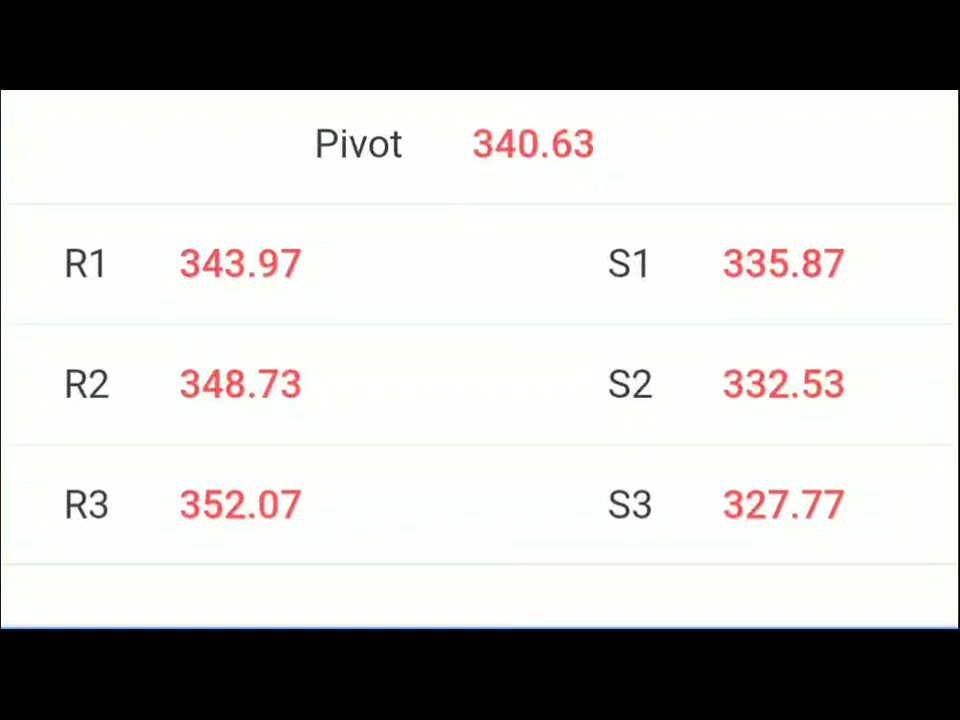 Pivot 340.63
R1 343.97 S1 335.87
R2 348.73 S2 332.53
R3 352.07 S3 327.77